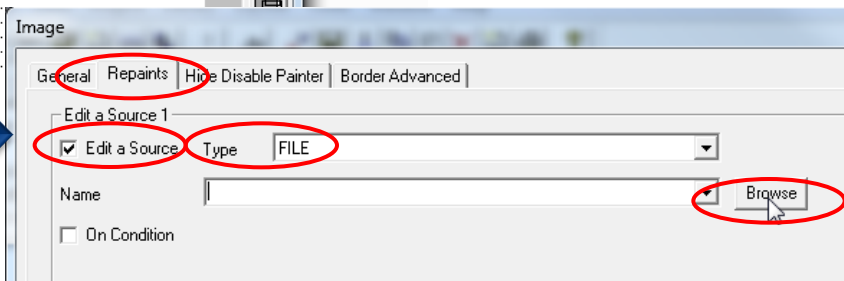 Image
General Repaints Hide Disable Painter Border Advanced
Edit a Source 1
Edit a Source Type FILE
Name Browse
On Condition